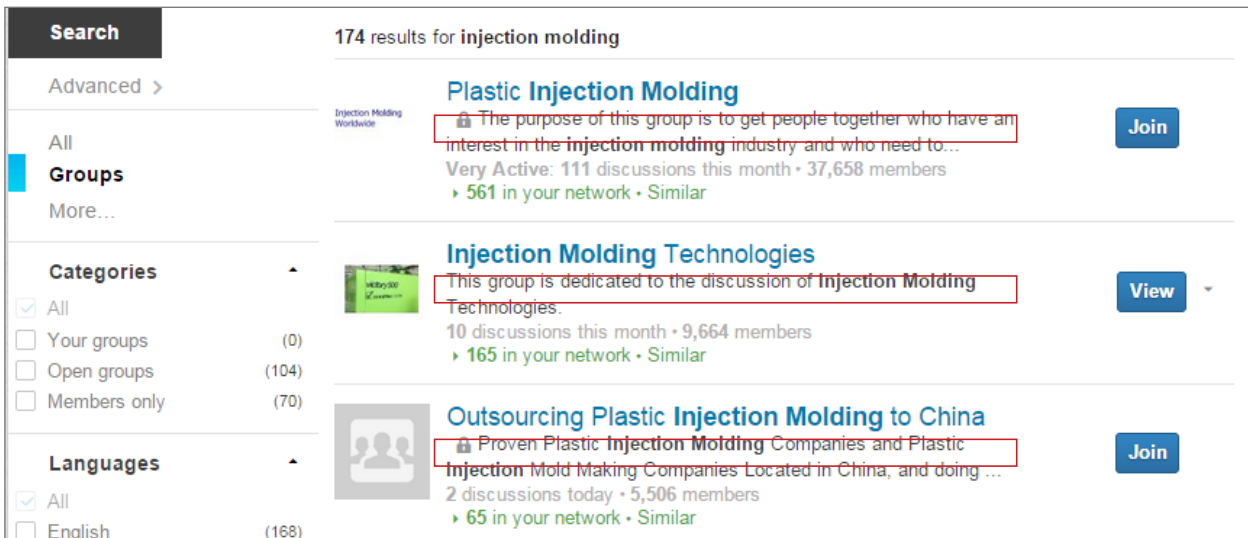 Search
Advanced >
All
Groups
More...
Categories
All
Your groups (0)
Open groups (104)
Members only (70)
Languages
All
English (168)
174 results for injection molding
Injection Molding
Worldwide
Plastic Injection Molding
The purpose of this group is to get people together who have an
interest in the injection molding industry and who need to...
Very Active: 111 discussions this month • 37,658 members
561 in your network • Similar
Join
Injection Molding Technologies
This group is dedicated to the discussion of Injection Molding
Technologies.
10 discussions this month • 9,664 members
165 in your network • Similar
View
Outsourcing Plastic Injection Molding to China
Proven Plastic Injection Molding Companies and Plastic
Injection Mold Making Companies Located in China, and doing ...
2 discussions today • 5,506 members
65 in your network • Similar
Join